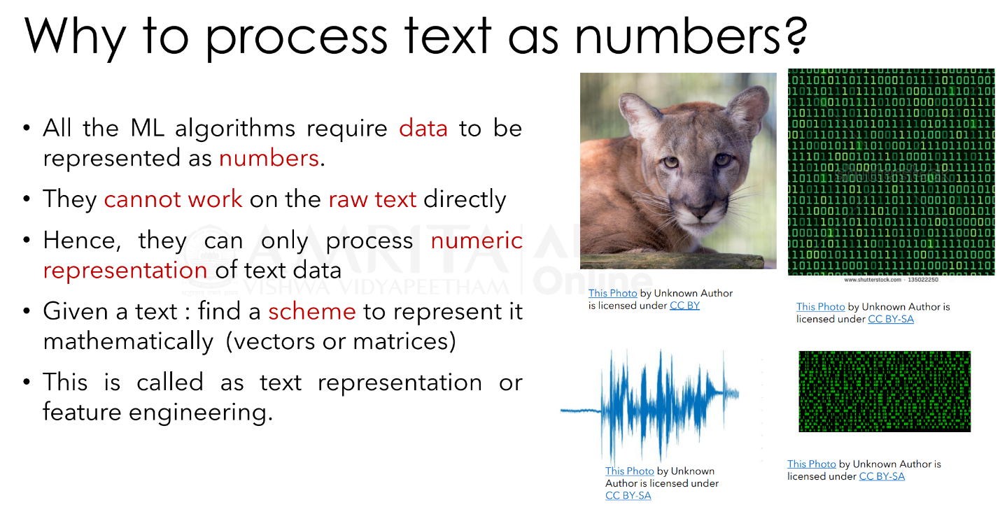 Why to process text as numbers?
• All the ML algorithms require data to be
represented as numbers.
• They cannot work on the raw text directly
• Hence, they can only process numeric
representation of text data
• Given a text : find a scheme to represent it
mathematically (vectors or matrices)
• This is called as text representation or
feature engineering.
AMRITA
VISHWA VIDYAPEETHAM
Online
shutterstock
www.shutterstock.com · 135022250
This Photo by Unknown Author
is licensed under CC BY
This Photo by Unknown Author is
licensed under CC BY-SA
This Photo by Unknown
Author is licensed under
CC BY-SA
This Photo by Unknown Author is
licensed under CC BY-SA